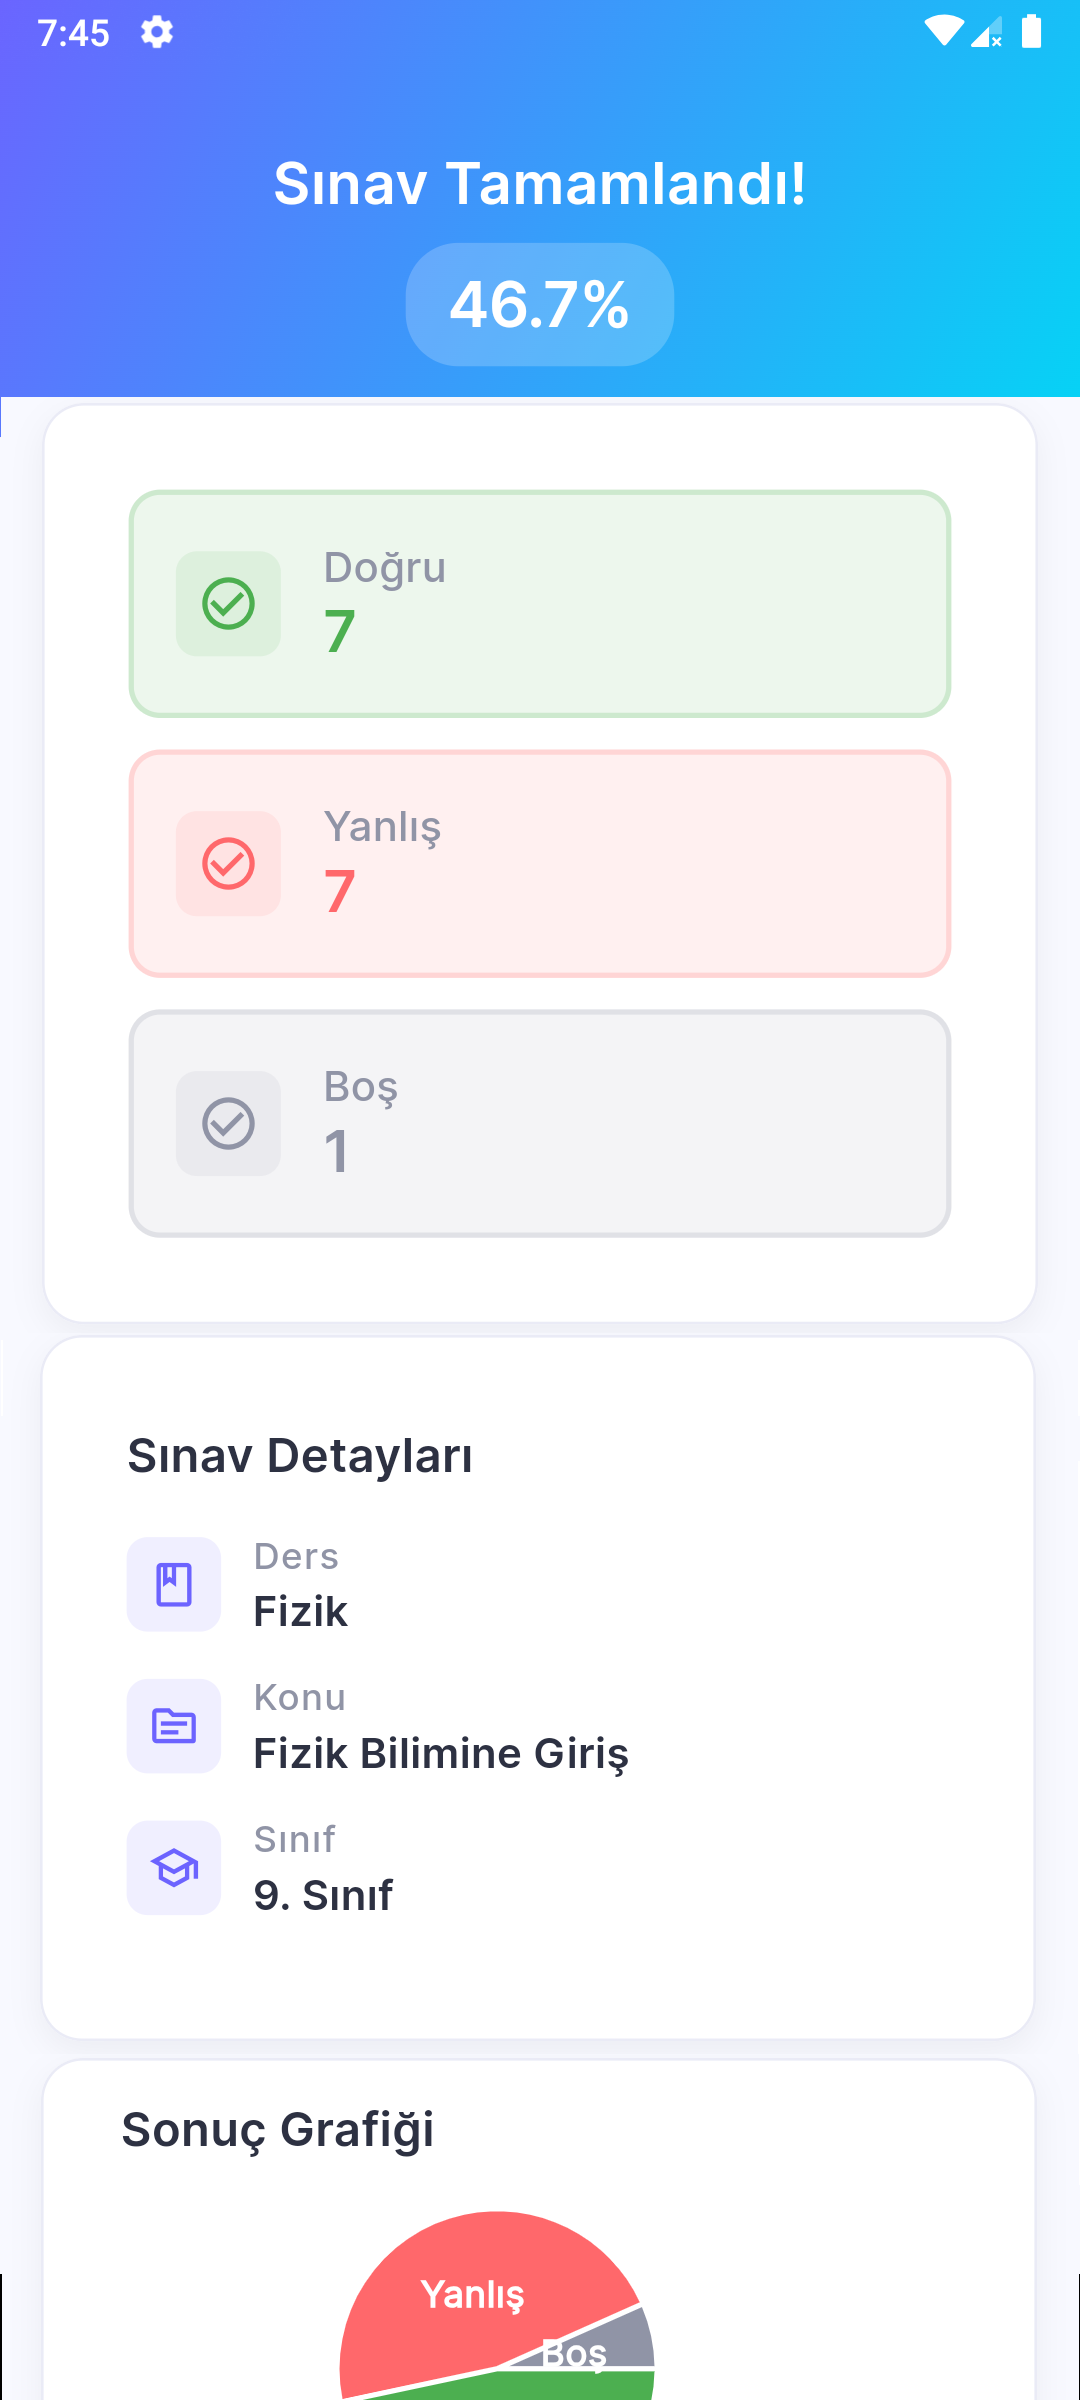 7:45
Sınav Tamamlandı!
46.7%
Doğru
7
Yanlış
7
Boş
1
Sınav Detayları
Ders
Fizik
Konu
Fizik Bilimine Giriş
Sınıf
9. Sınıf
Sonuç Grafiği
Yanlış
Boş